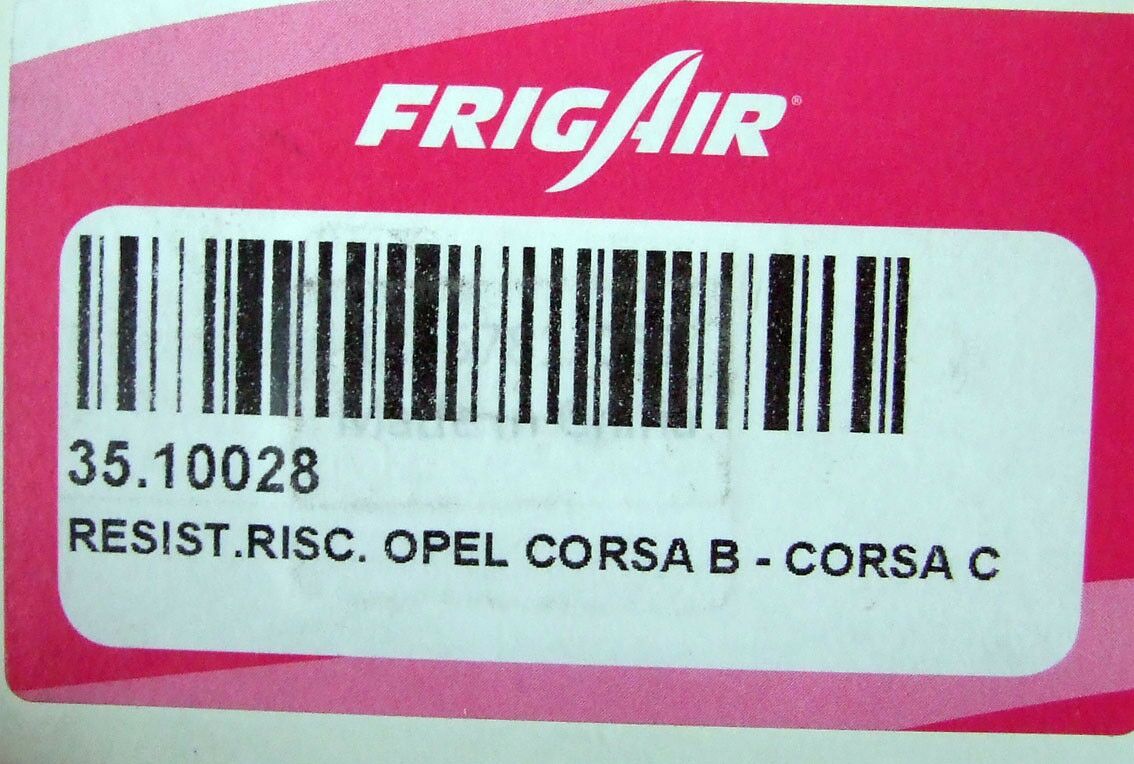 FRIGAIR®
35.10028
RESIST.RISC. OPEL CORSA B - CORSA C